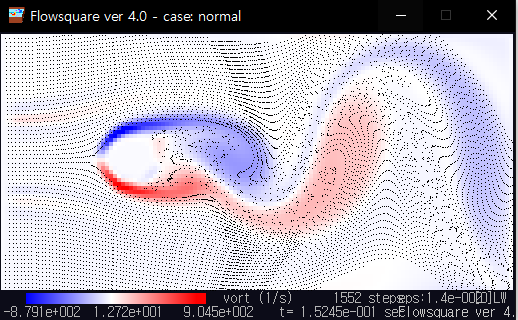 Flowsquare ver 4.0 - case: normal
vort (1/s) 1552 steps
-8.791e+002 1.272e+001 9.045e+002 t= 1.5245e-001 sec Flowsquare ver 4.